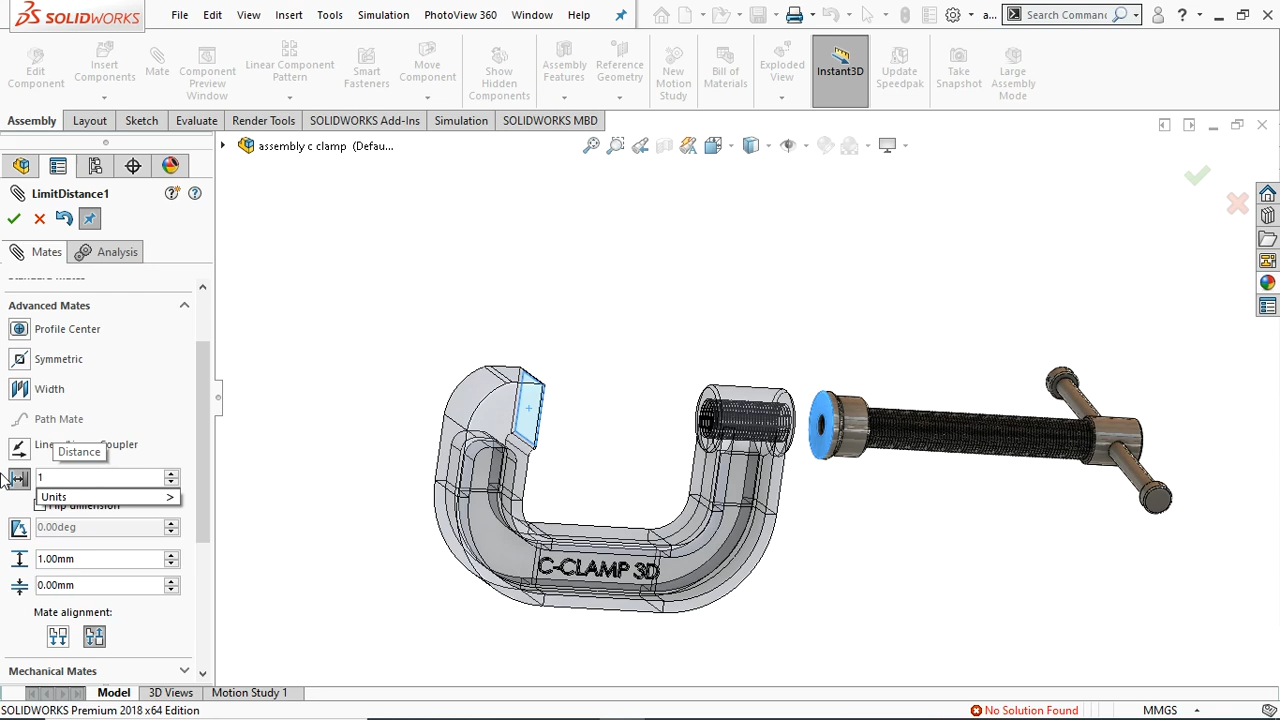 SOLIDWORKS
File Edit View Insert Tools Simulation PhotoView 360 Window Help
a...
Search Commanc
Edit Component
Insert Components
Mate
Component Preview Window
Linear Component Pattern
Smart Fasteners
Move Component
Show Hidden Components
Assembly Features
Reference Geometry
New Motion Study
Bill of Materials
Exploded View
Instant3D
Update Speedpak
Take Snapshot
Large Assembly Mode
Assembly Layout Sketch Evaluate Render Tools SOLIDWORKS Add-Ins Simulation SOLIDWORKS MBD
assembly c clamp (Defau...
LimitDistance1
Mates Analysis
Advanced Mates
Profile Center
Symmetric
Width
Path Mate
Coupler
Distance
1
Units >
Flip dimension
0.00deg
1.00mm
0.00mm
Mate alignment:
Mechanical Mates
C-CLAMP 3D
Model 3D Views Motion Study 1
SOLIDWORKS Premium 2018 x64 Edition
No Solution Found
MMGS